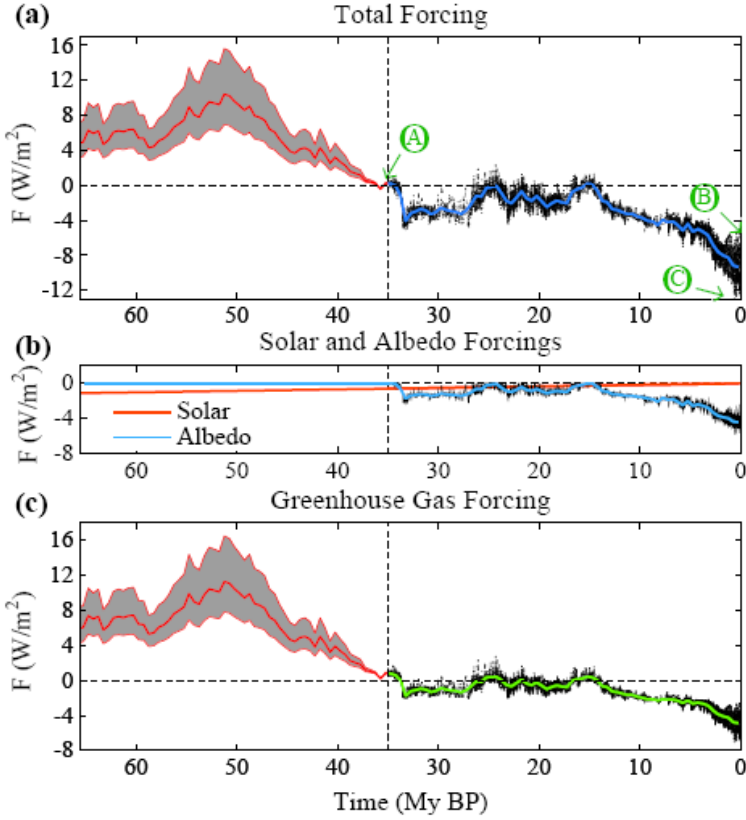 (a) Total Forcing
16
12
8
4
0
-4
-8
-12
F (W/m²)
A
B
C
60 50 40 30 20 10 0
(b) Solar and Albedo Forcings
0
-4
-8
F (W/m²)
Solar
Albedo
60 50 40 30 20 10 0
(c) Greenhouse Gas Forcing
16
12
8
4
0
-4
-8
F (W/m²)
60 50 40 30 20 10 0
Time (My BP)